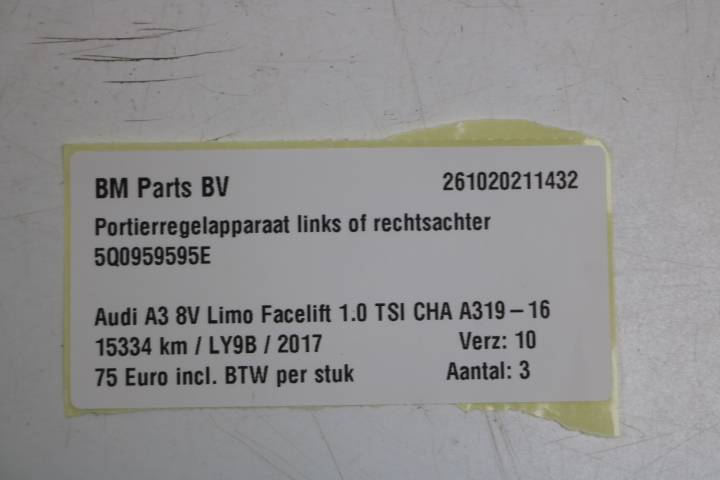 BM Parts BV 261020211432
Portierregelapparaat links of rechtsachter
5Q0959595E
Audi A3 8V Limo Facelift 1.0 TSI CHA A319-16
15334 km / LY9B / 2017 Verz: 10
75 Euro incl. BTW per stuk Aantal: 3